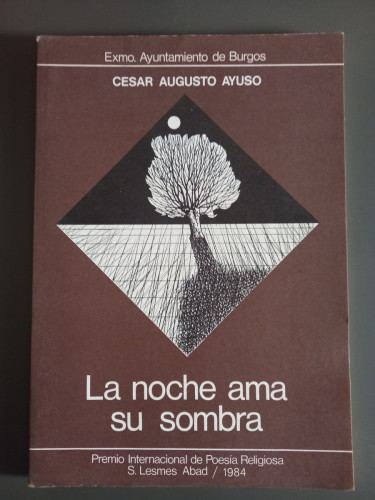 Exmo. Ayuntamiento de Burgos
CESAR AUGUSTO AYUSO
La noche ama
su sombra
Premio Internacional de Poesía Religiosa
S. Lesmes Abad / 1984